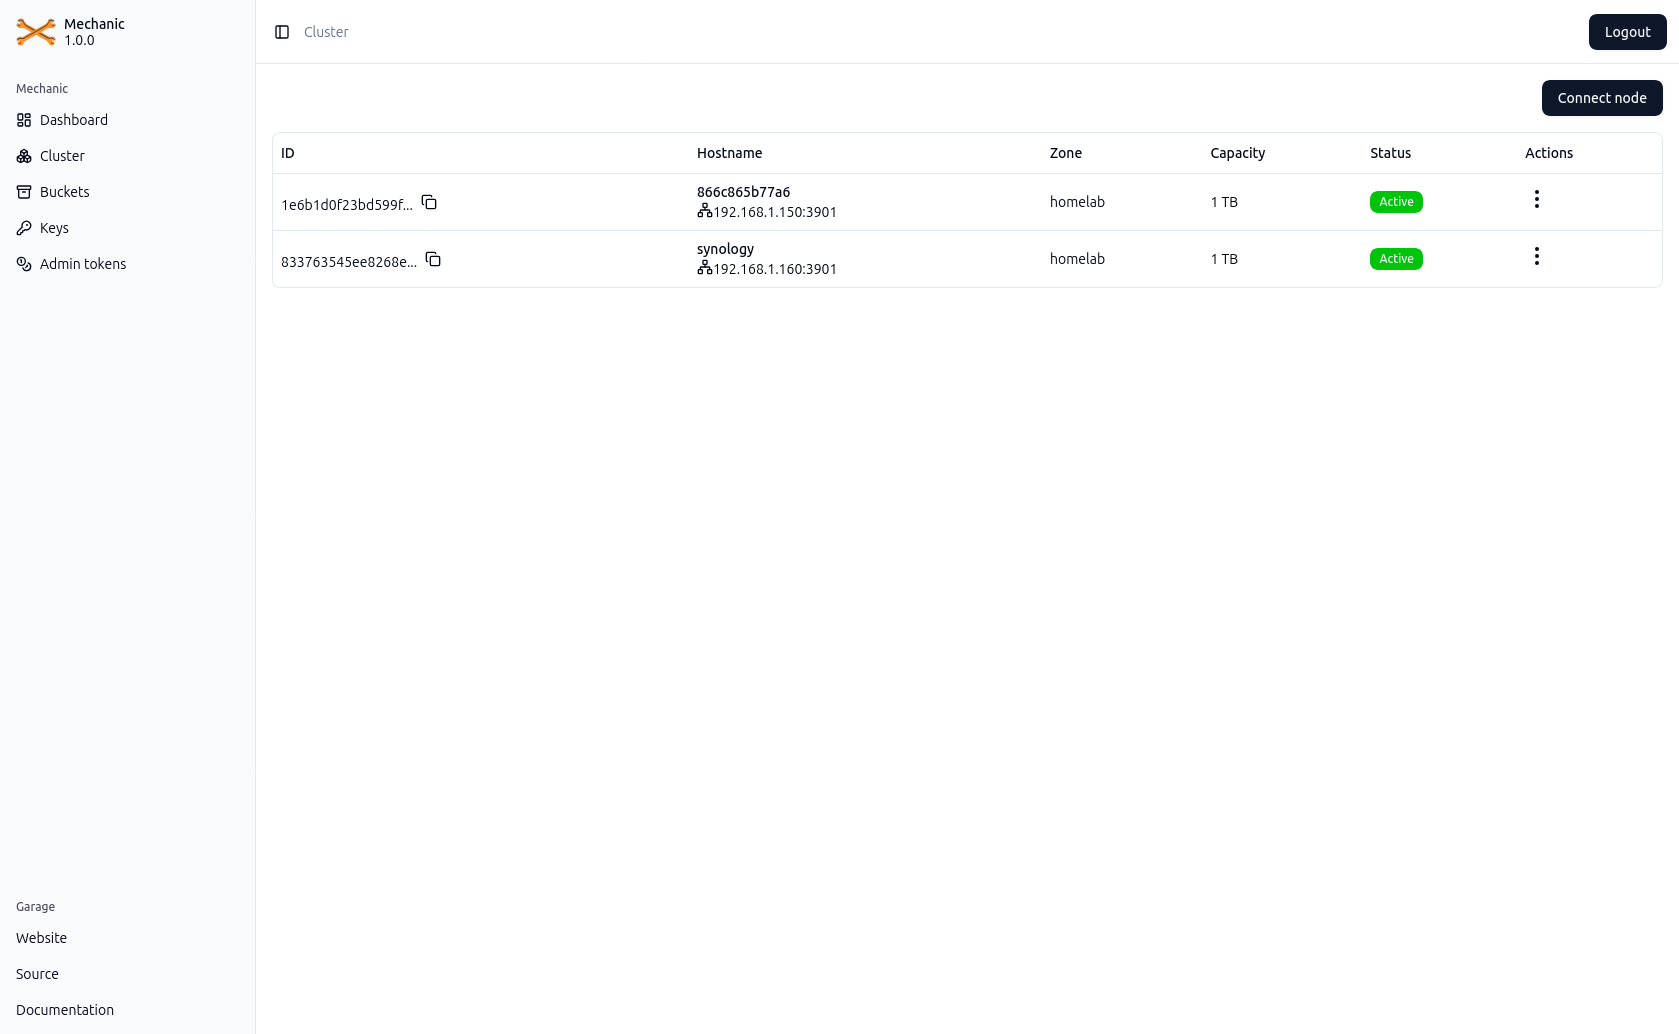 Mechanic
1.0.0
Mechanic
Dashboard
Cluster
Buckets
Keys
Admin tokens
Garage
Website
Source
Documentation
Cluster
Logout
Connect node
ID Hostname Zone Capacity Status Actions
1e6b1d0f23bd599f... 866c865b77a6 homelab 1 TB Active
192.168.1.150:3901
833763545ee8268e... synology homelab 1 TB Active
192.168.1.160:3901